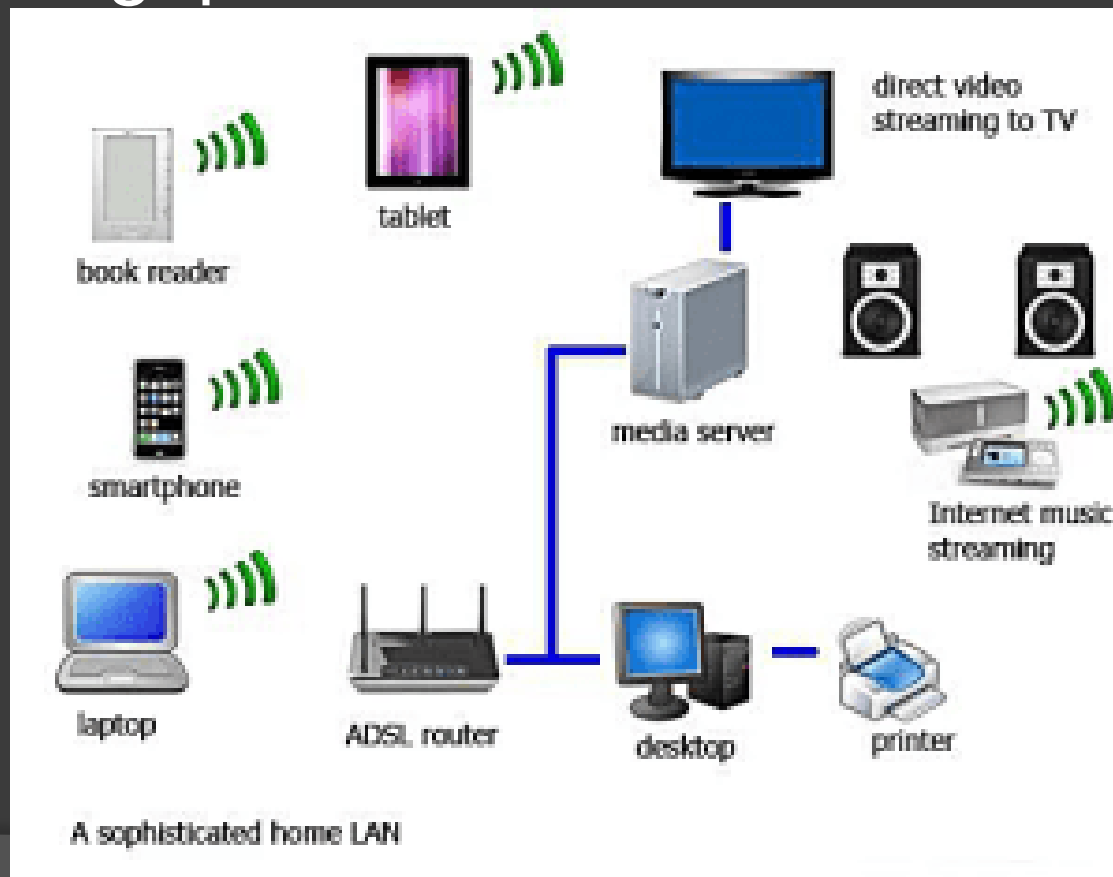 tablet
direct video
streaming to TV
book reader
smartphone
media server
Internet music
streaming
laptop
ADSL router
desktop
printer
A sophisticated home LAN